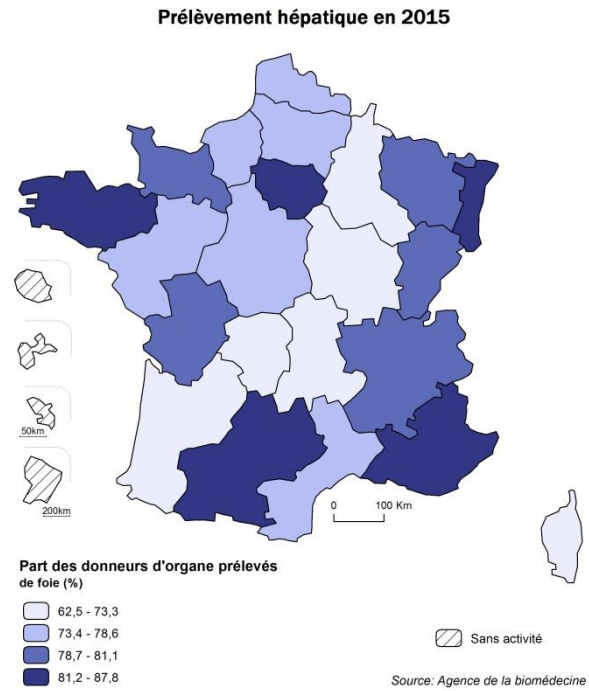 Prélèvement hépatique en 2015
50km
200km
0 100 Km
Part des donneurs d'organe prélevés
de foie (%)
62,5 - 73,3
73,4 - 78,6
78,7 - 81,1
81,2 - 87,8
Sans activité
Source: Agence de la biomédecine